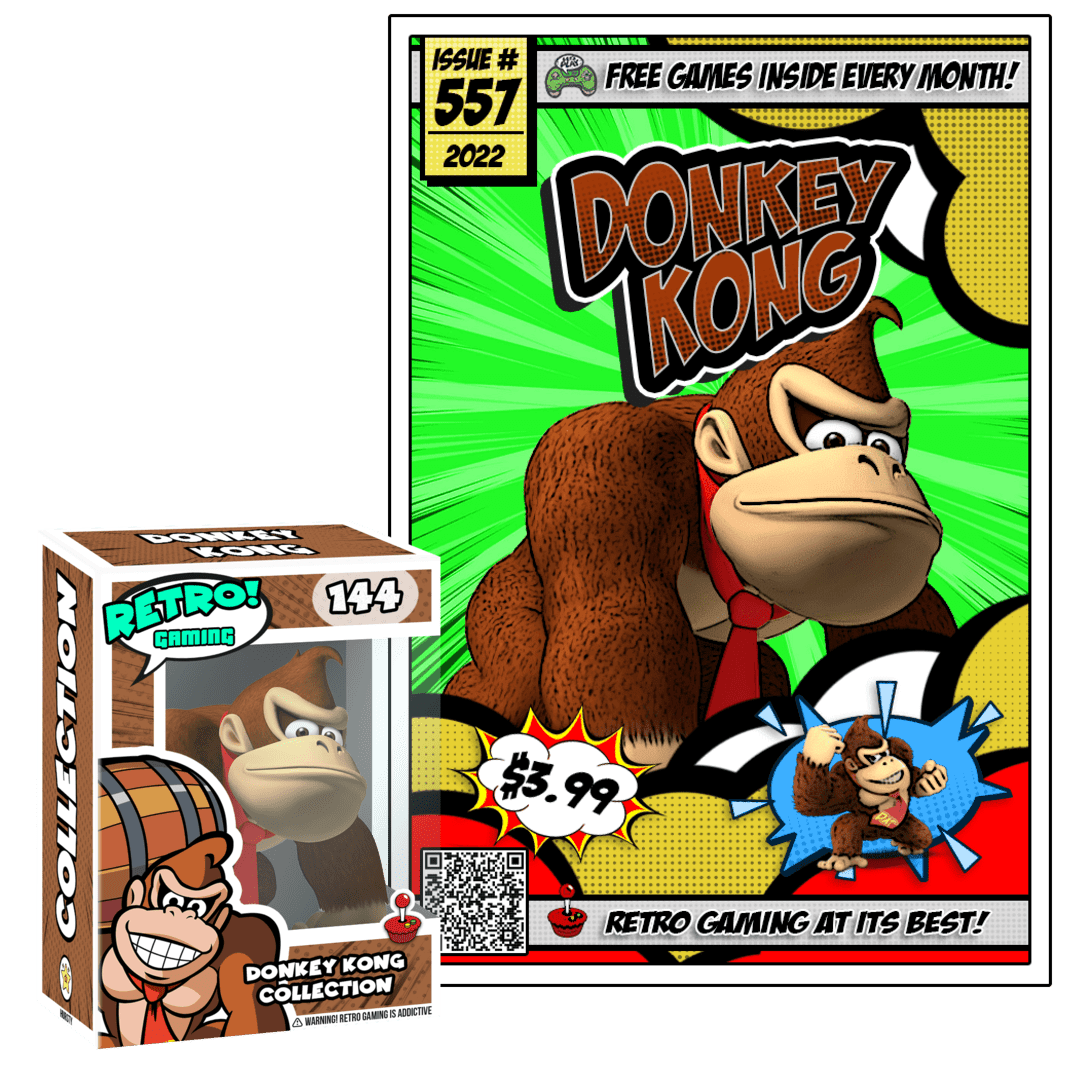 ISSUE #
557
2022
FREE GAMES INSIDE EVERY MONTH!
DONKEY
KONG
$3.99
RETRO GAMING AT ITS BEST!
DONKEY
KONG
RETRO!
GAMING
144
COLLECTION
DONKEY KONG
COLLECTION
WARNING! RETRO GAMING IS ADDICTIVE